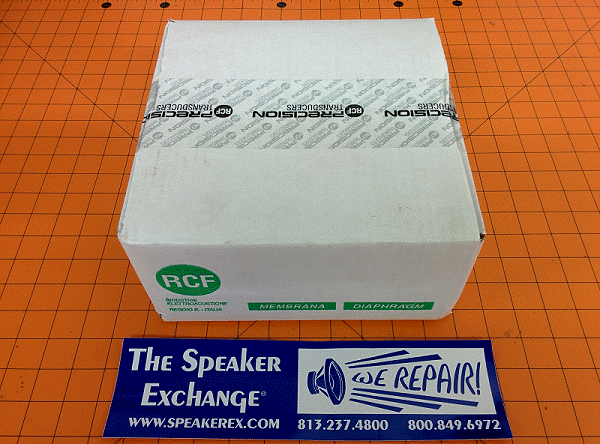 RCF PRECISION TRANSDUCERS
RCF PRECISION TRANSDUCERS
RCF
INDUSTRIE
ELETTROACUSTICHE
REGGIO E. - ITALIA
MEMBRANA
DIAPHRAGM
THE SPEAKER
EXCHANGE
WWW.SPEAKEREX.COM
WE REPAIR!
813.237.4800
800.849.6972